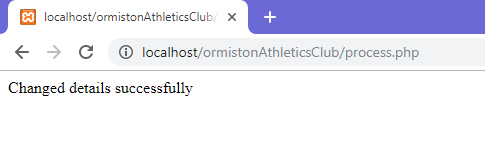 localhost/ormistonAthleticsClub/
localhost/ormistonAthleticsClub/process.php
Changed details successfully